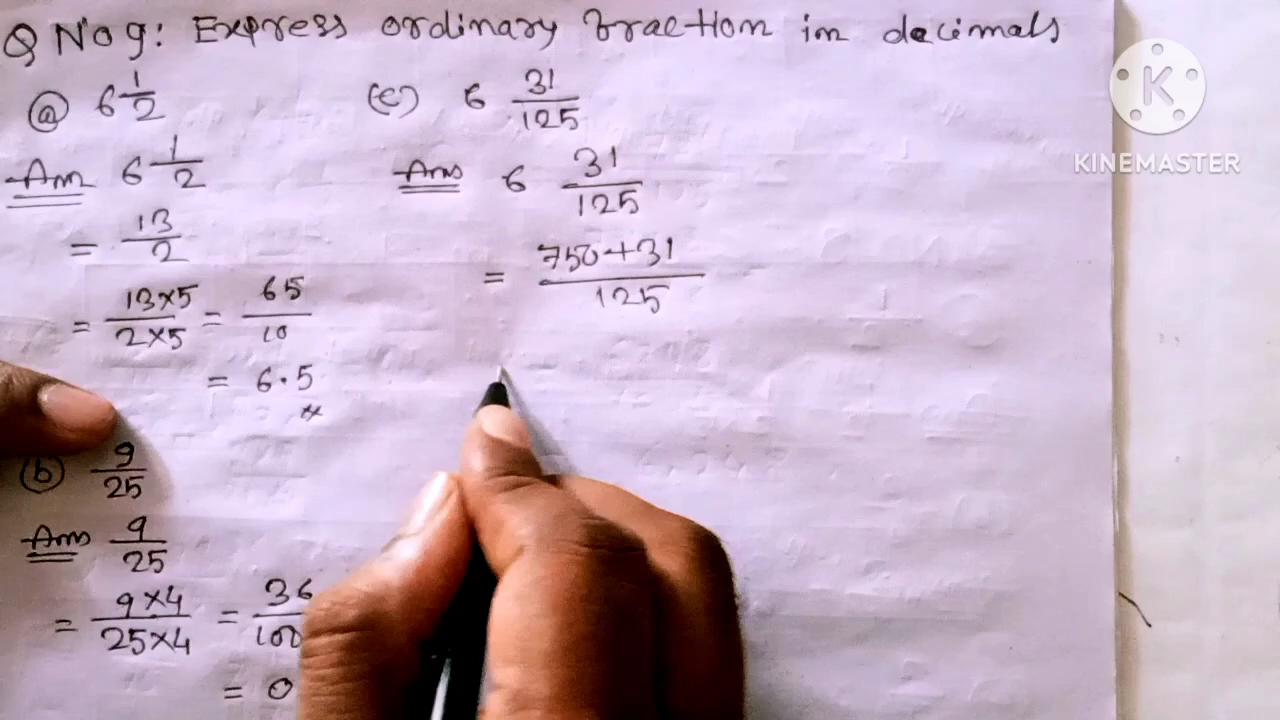 Q No 9: Express ordinary fraction in decimals
(a) 6 1/2
Ans 6 1/2
= 13/2
= 13×5/2×5 = 65/10
= 6.5
(b) 9/25
Ans 9/25
= 9×4/25×4 = 36/100
= 0
(c) 6 31/125
Ans 6 31/125
= 750+31/125
K
KINEMASTER